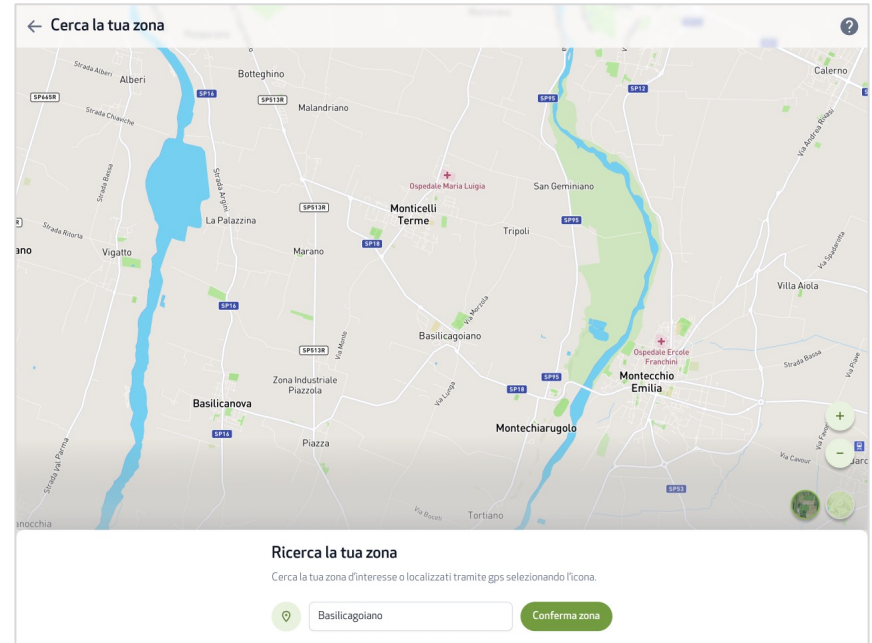 Cerca la tua zona
Strada Alberi
Alberi
Botteghino
Calerno
SP665R
SP16
SP513R
SP95
SP12
Malandriano
Strada Chiaviche
Via Andrea Rivasi
Ospedale Maria Luigia
San Geminiano
Strada Bassa
Strada Argini
SP513R
Monticelli
Terme
La Palazzina
SP95
Strada Ritorta
Tripoli
SP18
ano
Vigatto
Marano
Via Spadarotta
Villa Aiola
SP16
Via Marzola
Basilicagoiano
SP513R
Via Monte
Ospedale Ercole
Franchini
Strada Bassa
Via Piave
Zona Industriale
Piazzola
SP95
Montecchio
Emilia
Via Lunga
SP18
Basilicanova
Montechiarugolo
+
SP16
Piazza
Strada Val Parma
Via Cavour
−
SP53
Via Bocati
Tortiano
anocchia
Ricerca la tua zona
Cerca la tua zona d'interesse o localizzati tramite gps selezionando l'icona.
Basilicagoiano
Conferma zona